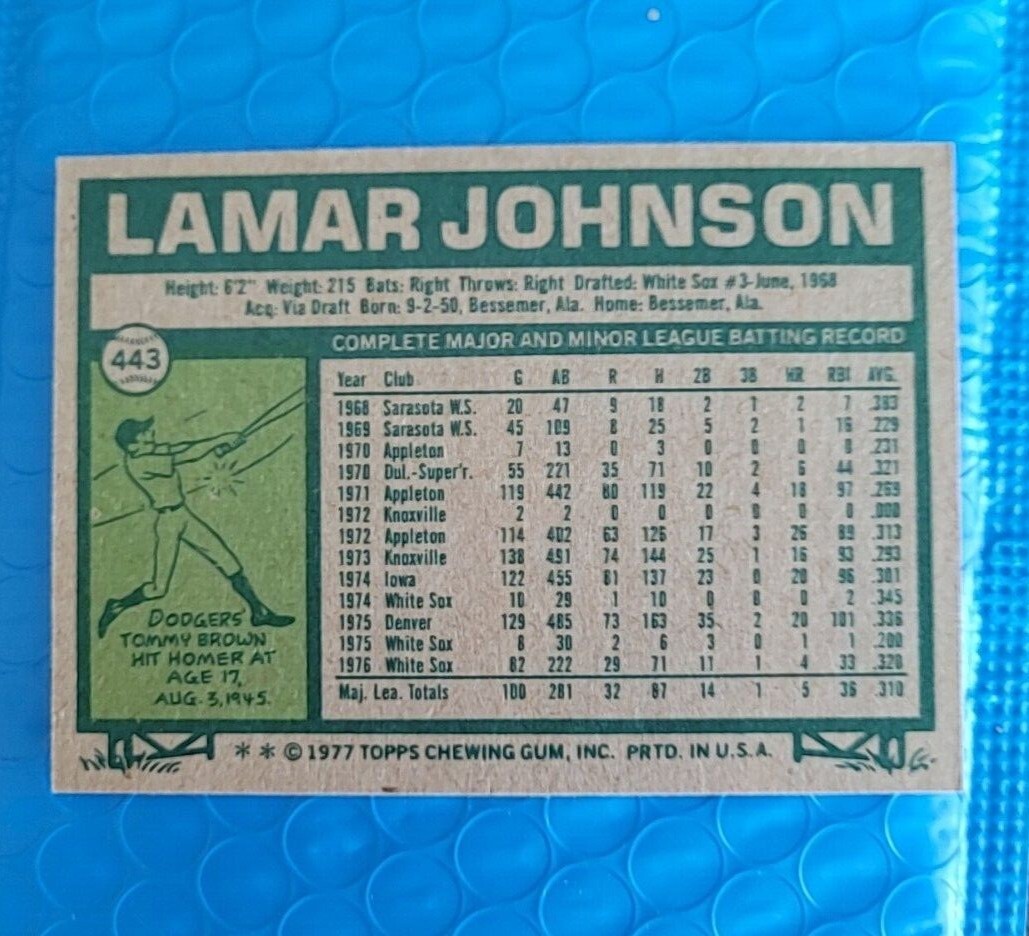 LAMAR JOHNSON
Height: 6'2" Weight: 215 Bats: Right Throws: Right Drafted: White Sox #3-June, 1968
Acq: Via Draft Born: 9-2-50, Bessemer, Ala. Home: Bessemer, Ala.
443
COMPLETE MAJOR AND MINOR LEAGUE BATTING RECORD
Year Club G AB R H 2B 3B HR RBI AVG.
1968 Sarasota W.S. 20 47 9 18 2 1 2 7 .383
1969 Sarasota W.S. 45 109 8 25 5 2 1 16 .229
1970 Appleton 7 13 0 3 0 0 0 8 .231
1970 Dul.-Super'r. 55 221 35 71 10 2 6 44 .321
1971 Appleton 119 442 80 119 22 4 18 97 .269
1972 Knoxville 2 2 0 0 0 0 0 0 .000
1972 Appleton 114 402 63 126 17 3 26 89 .313
1973 Knoxville 138 491 74 144 25 1 16 93 .293
1974 Iowa 122 455 81 137 23 0 20 96 .301
1974 White Sox 10 29 1 10 0 0 0 2 .345
1975 Denver 129 485 73 163 35 2 20 101 .336
1975 White Sox 8 30 2 6 3 0 1 1 .200
1976 White Sox 82 222 29 71 11 1 4 33 .320
Maj. Lea. Totals 100 281 32 87 14 1 5 36 .310
DODGERS'
TOMMY BROWN
HIT HOMER AT
AGE 17,
AUG. 3, 1945.
** © 1977 TOPPS CHEWING GUM, INC. PRTD. IN U.S.A.